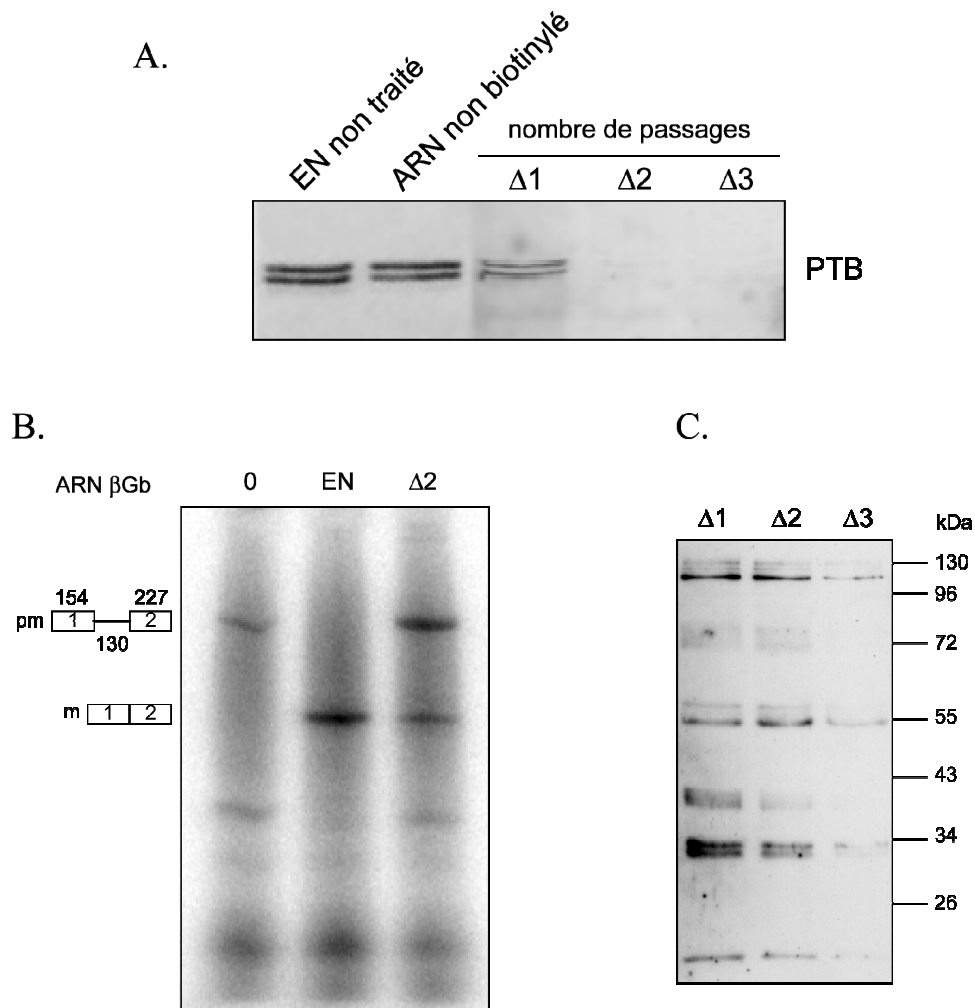 A.
EN non traité
ARN non biotinylé
nombre de passages
Δ1 Δ2 Δ3
PTB
B.
ARN βGb 0 EN Δ2
154 227
pm 1 2
130
m 1 2
C.
Δ1 Δ2 Δ3 kDa
130
96
72
55
43
34
26